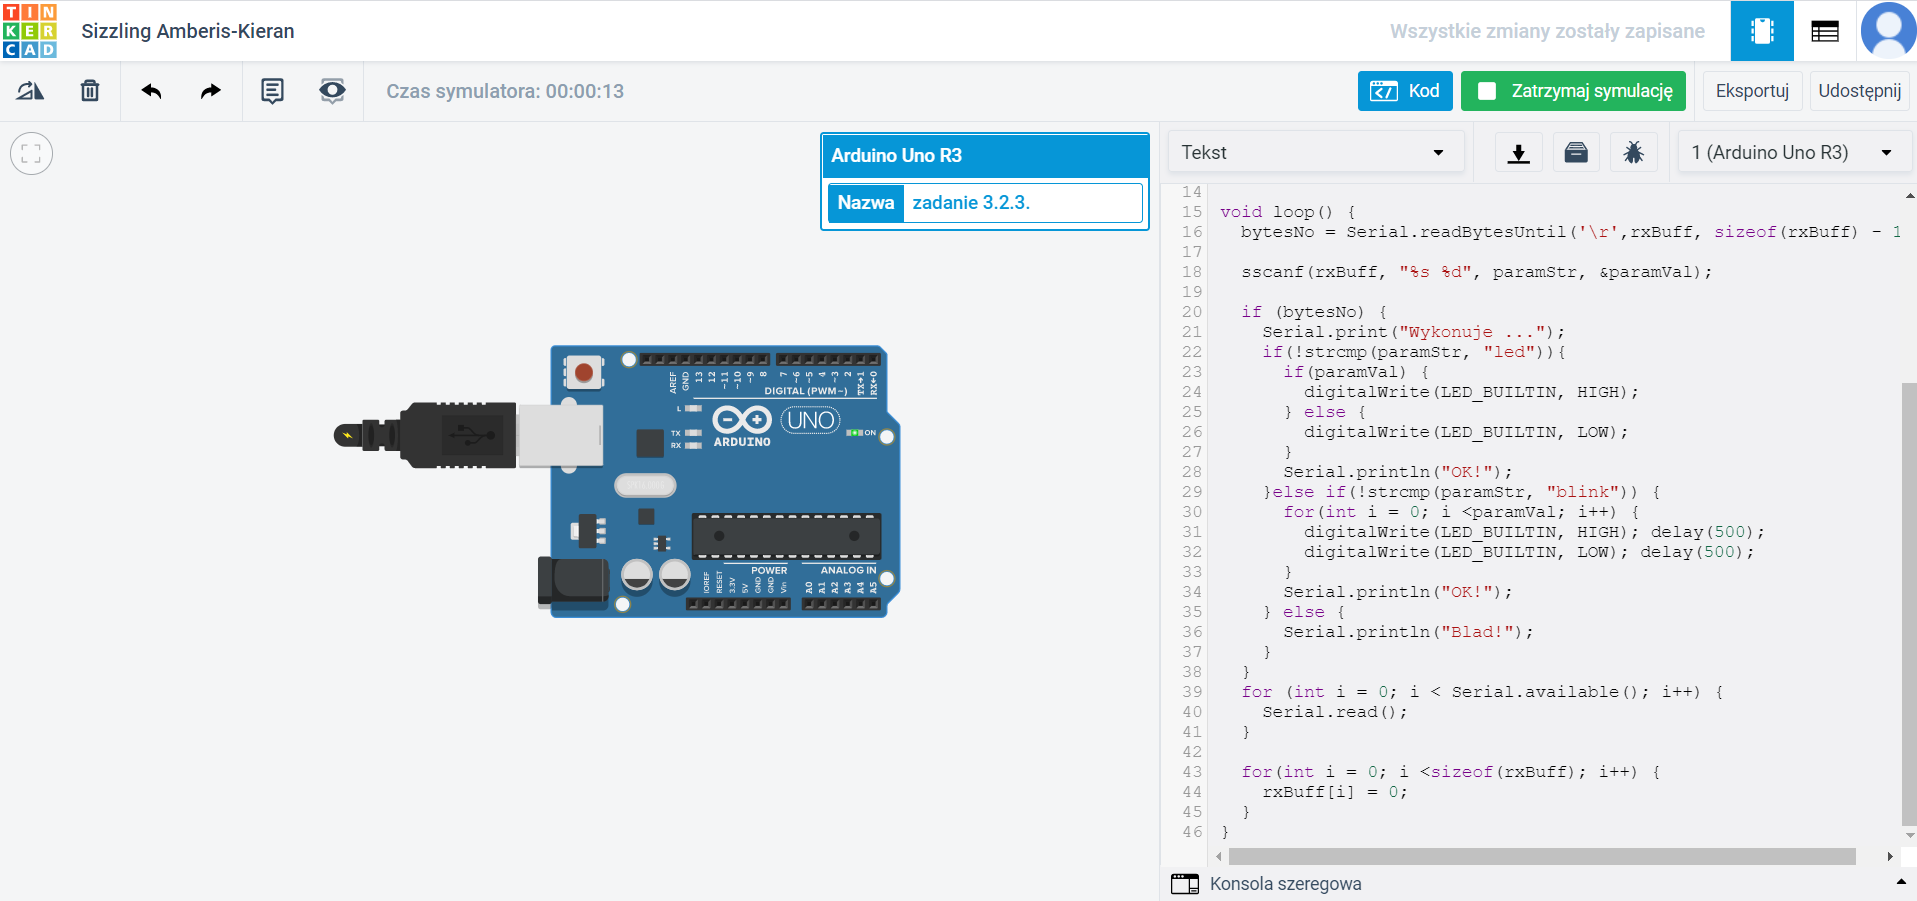 TINKERCAD
Sizzling Amberis-Kieran
Wszystkie zmiany zostały zapisane
Czas symulatora: 00:00:13
Kod
Zatrzymaj symulację
Eksportuj
Udostępnij
Arduino Uno R3
Nazwa
zadanie 3.2.3.
Tekst
1 (Arduino Uno R3)
AREF
GND
13
12
~11
~10
~9
8
7
~6
~5
4
~3
2
TX→1
RX←0
DIGITAL (PWM~)
L
TX
RX
ARDUINO
UNO
ON
POWER
ANALOG IN
IOREF
RESET
3.3V
5V
GND
GND
Vin
A0
A1
A2
A3
A4
A5
14
15 void loop() {
16   bytesNo = Serial.readBytesUntil('\r',rxBuff, sizeof(rxBuff) - 1
17
18   sscanf(rxBuff, "%s %d", paramStr, &paramVal);
19
20   if (bytesNo) {
21     Serial.print("Wykonuje ...");
22     if(!strcmp(paramStr, "led")){
23       if(paramVal) {
24         digitalWrite(LED_BUILTIN, HIGH);
25       } else {
26         digitalWrite(LED_BUILTIN, LOW);
27       }
28       Serial.println("OK!");
29     }else if(!strcmp(paramStr, "blink")) {
30       for(int i = 0; i <paramVal; i++) {
31         digitalWrite(LED_BUILTIN, HIGH); delay(500);
32         digitalWrite(LED_BUILTIN, LOW); delay(500);
33       }
34       Serial.println("OK!");
35     } else {
36       Serial.println("Blad!");
37     }
38   }
39   for (int i = 0; i < Serial.available(); i++) {
40     Serial.read();
41   }
42
43   for(int i = 0; i <sizeof(rxBuff); i++) {
44     rxBuff[i] = 0;
45   }
46 }
Konsola szeregowa